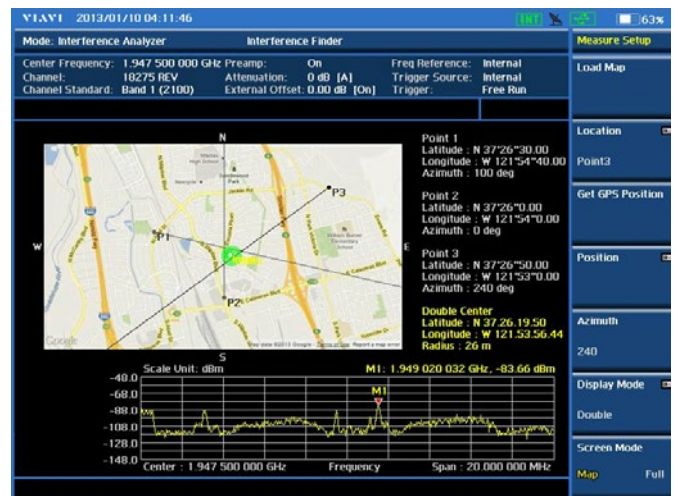 VIAVI 2013/01/10 04:11:46 INT 63%
Mode: Interference Analyzer Interference Finder Measure Setup
Center Frequency: 1.947 500 000 GHz Preamp: On Freq Reference: Internal
Channel: 18275 REV Attenuation: 0 dB [A] Trigger Source: Internal
Channel Standard: Band 1 (2100) External Offset: 0.00 dB [On] Trigger: Free Run
Load Map
Location
Point3
Get GPS Position
Position
Azimuth
240
Display Mode
Double
Screen Mode
Map Full
N
W
E
S
P1
P2
P3
Google
Point 1
Latitude : N 37'26"30.00
Longitude : W 121'54"40.00
Azimuth : 100 deg
Point 2
Latitude : N 37'26"0.00
Longitude : W 121'54"0.00
Azimuth : 0 deg
Point 3
Latitude : N 37'26"50.00
Longitude : W 121'53"0.00
Azimuth : 240 deg
Double Center
Latitude : N 37.26.19.50
Longitude : W 121.53.56.44
Radius : 26 m
Scale Unit: dBm M1: 1.949 020 032 GHz, -83.66 dBm
-48.0
-68.0
-88.0
-108.0
-128.0
-148.0
M1
Center : 1.947 500 000 GHz Frequency Span : 20.000 000 MHz